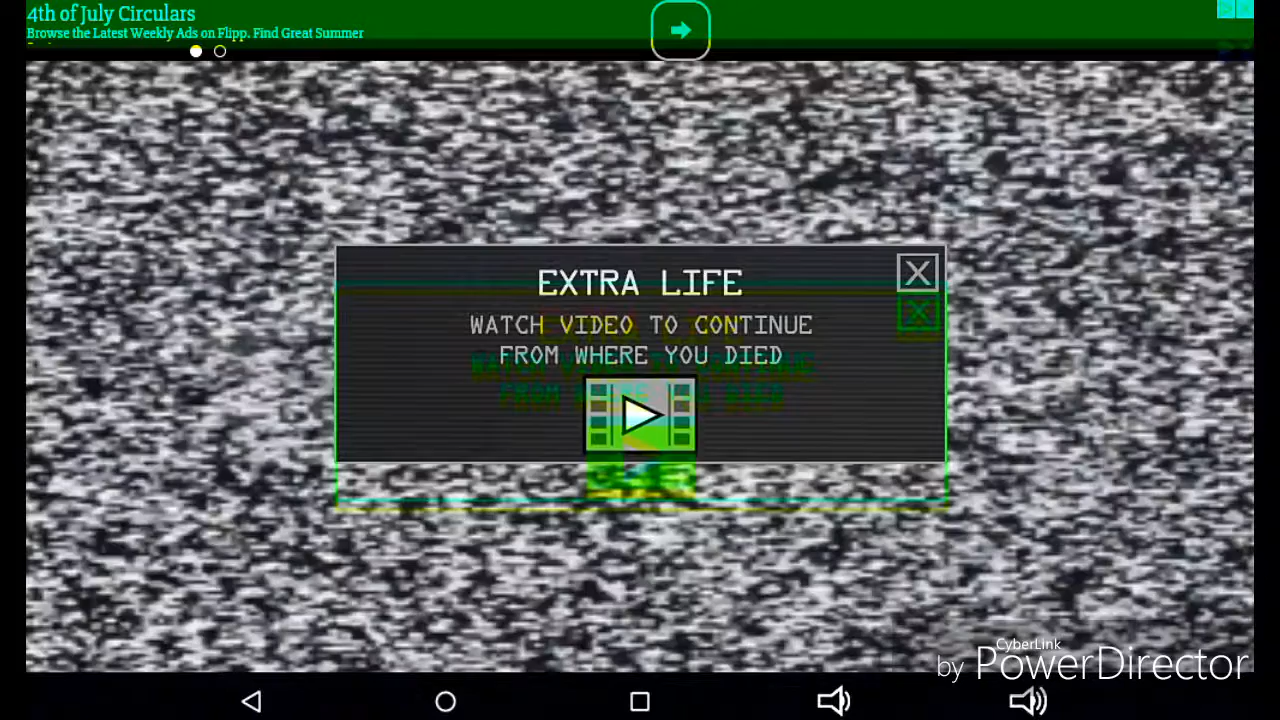 4th of July Circulars
Browse the Latest Weekly Ads on Flipp. Find Great Summer
EXTRA LIFE
WATCH VIDEO TO CONTINUE
FROM WHERE YOU DIED
CyberLink
by PowerDirector